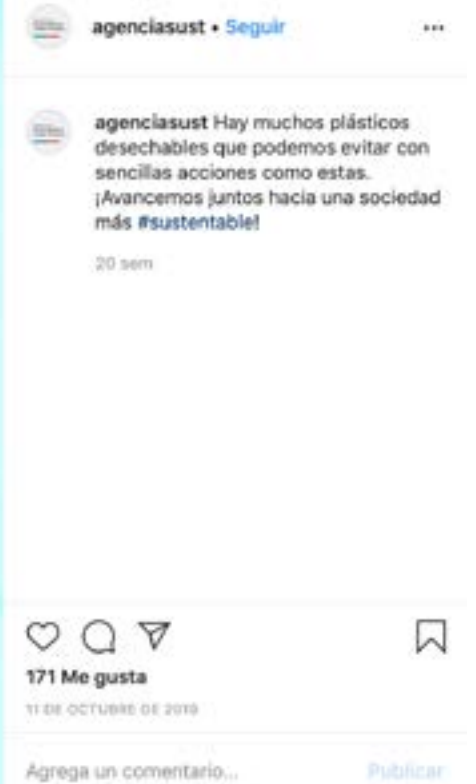 agenciasust • Seguir
agenciasust Hay muchos plásticos
desechables que podemos evitar con
sencillas acciones como estas.
¡Avancemos juntos hacia una sociedad
más #sustentable!
20 sem
171 Me gusta
11 DE OCTUBRE DE 2019
Agrega un comentario...
Publicar